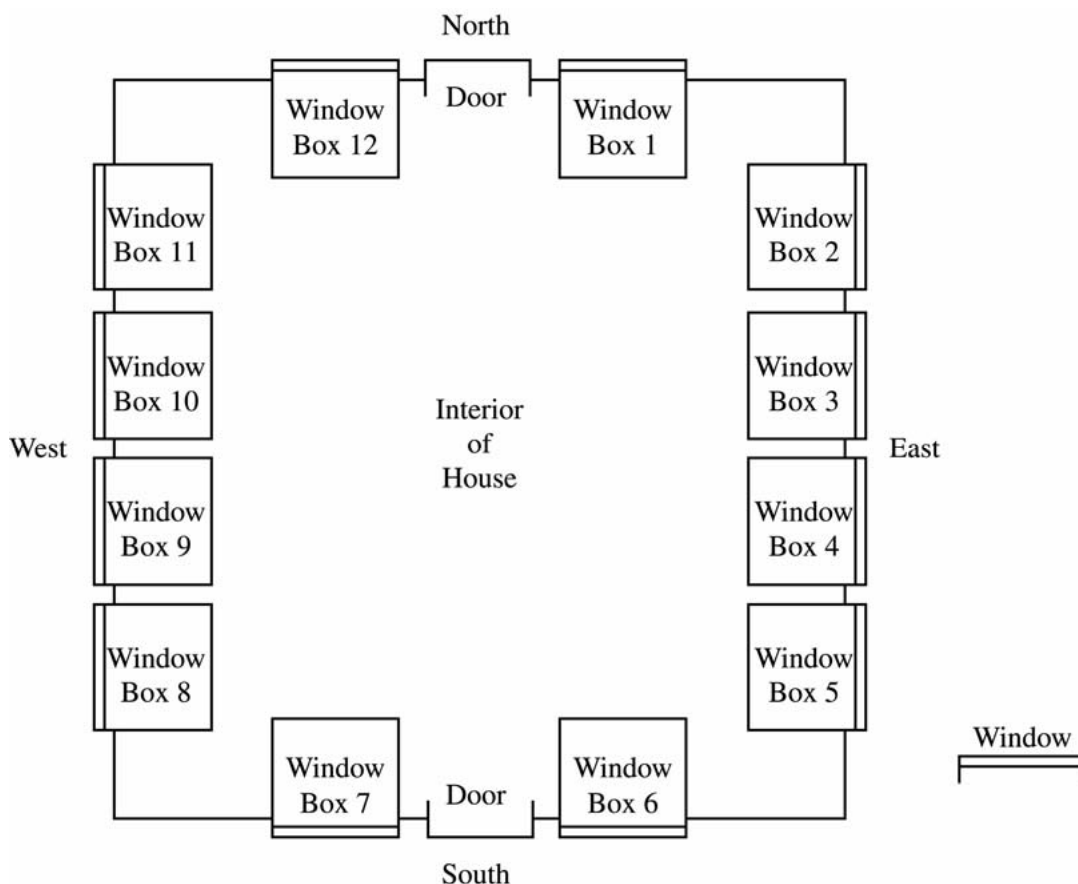 North
Door
Window
Box 12
Window
Box 1
Window
Box 11
Window
Box 2
Window
Box 10
Window
Box 3
West
Interior
of
House
East
Window
Box 9
Window
Box 4
Window
Box 8
Window
Box 5
Window
Window
Box 7
Door
Window
Box 6
South